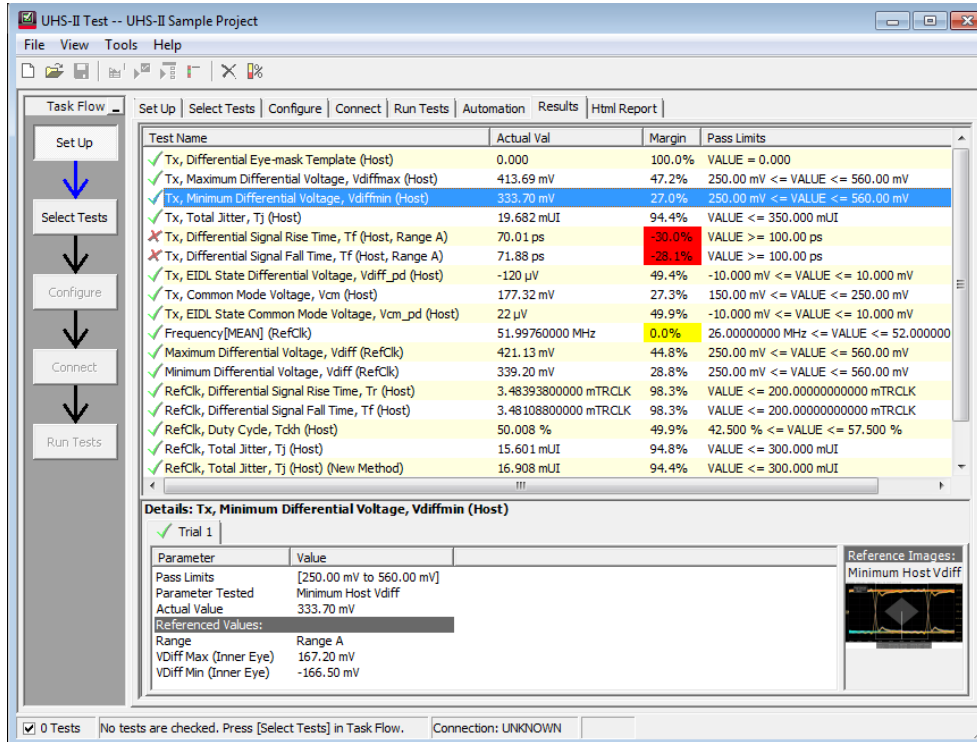 UHS-II Test -- UHS-II Sample Project
File View Tools Help
Task Flow
Set Up
Select Tests
Configure
Connect
Run Tests
Set Up Select Tests Configure Connect Run Tests Automation Results Html Report
Test Name Actual Val Margin Pass Limits
Tx, Differential Eye-mask Template (Host) 0.000 100.0% VALUE = 0.000
Tx, Maximum Differential Voltage, Vdiffmax (Host) 413.69 mV 47.2% 250.00 mV <= VALUE <= 560.00 mV
Tx, Minimum Differential Voltage, Vdiffmin (Host) 333.70 mV 27.0% 250.00 mV <= VALUE <= 560.00 mV
Tx, Total Jitter, Tj (Host) 19.682 mUI 94.4% VALUE <= 350.000 mUI
Tx, Differential Signal Rise Time, Tf (Host, Range A) 70.01 ps -30.0% VALUE >= 100.00 ps
Tx, Differential Signal Fall Time, Tf (Host, Range A) 71.88 ps -28.1% VALUE >= 100.00 ps
Tx, EIDL State Differential Voltage, Vdiff_pd (Host) -120 µV 49.4% -10.000 mV <= VALUE <= 10.000 mV
Tx, Common Mode Voltage, Vcm (Host) 177.32 mV 27.3% 150.00 mV <= VALUE <= 250.00 mV
Tx, EIDL State Common Mode Voltage, Vcm_pd (Host) 22 µV 49.9% -10.000 mV <= VALUE <= 10.000 mV
Frequency[MEAN] (RefClk) 51.99760000 MHz 0.0% 26.00000000 MHz <= VALUE <= 52.000000
Maximum Differential Voltage, Vdiff (RefClk) 421.13 mV 44.8% 250.00 mV <= VALUE <= 560.00 mV
Minimum Differential Voltage, Vdiff (RefClk) 339.20 mV 28.8% 250.00 mV <= VALUE <= 560.00 mV
RefClk, Differential Signal Rise Time, Tr (Host) 3.48393800000 mTRCLK 98.3% VALUE <= 200.00000000000 mTRCLK
RefClk, Differential Signal Fall Time, Tf (Host) 3.48108800000 mTRCLK 98.3% VALUE <= 200.00000000000 mTRCLK
RefClk, Duty Cycle, Tckh (Host) 50.008 % 49.9% 42.500 % <= VALUE <= 57.500 %
RefClk, Total Jitter, Tj (Host) 15.601 mUI 94.8% VALUE <= 300.000 mUI
RefClk, Total Jitter, Tj (Host) (New Method) 16.908 mUI 94.4% VALUE <= 300.000 mUI
Details: Tx, Minimum Differential Voltage, Vdiffmin (Host)
Trial 1
Parameter Value
Pass Limits [250.00 mV to 560.00 mV]
Parameter Tested Minimum Host Vdiff
Actual Value 333.70 mV
Referenced Values:
Range Range A
VDiff Max (Inner Eye) 167.20 mV
VDiff Min (Inner Eye) -166.50 mV
Reference Images:
Minimum Host Vdiff
0 Tests No tests are checked. Press [Select Tests] in Task Flow. Connection: UNKNOWN